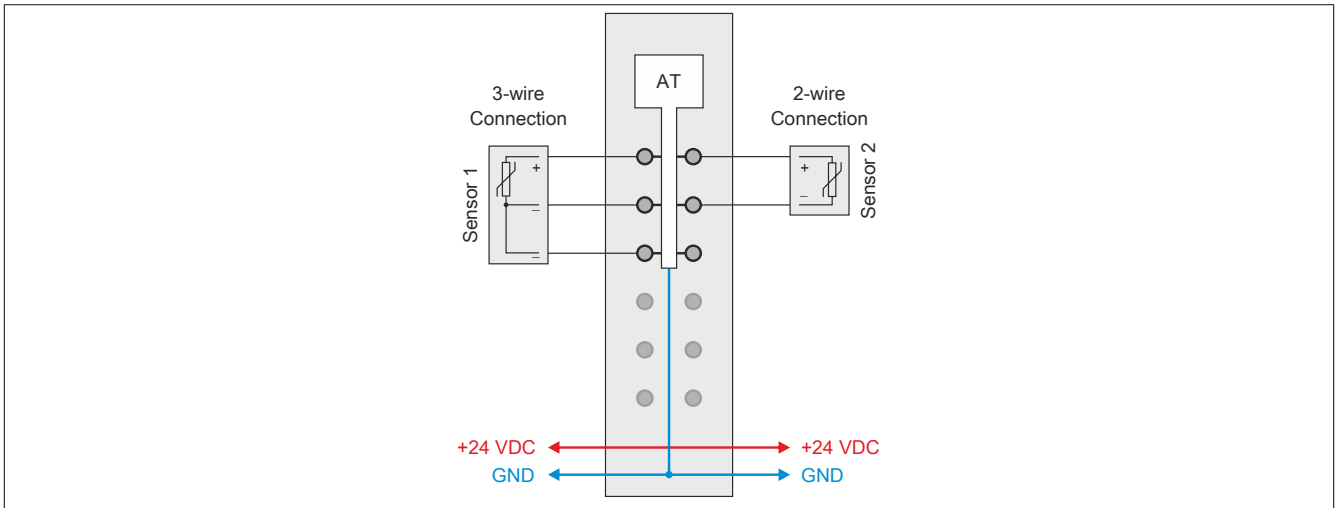 AT
3-wire
Connection
2-wire
Connection
Sensor 1
+
–
–
+
–
Sensor 2
+24 VDC
+24 VDC
GND
GND